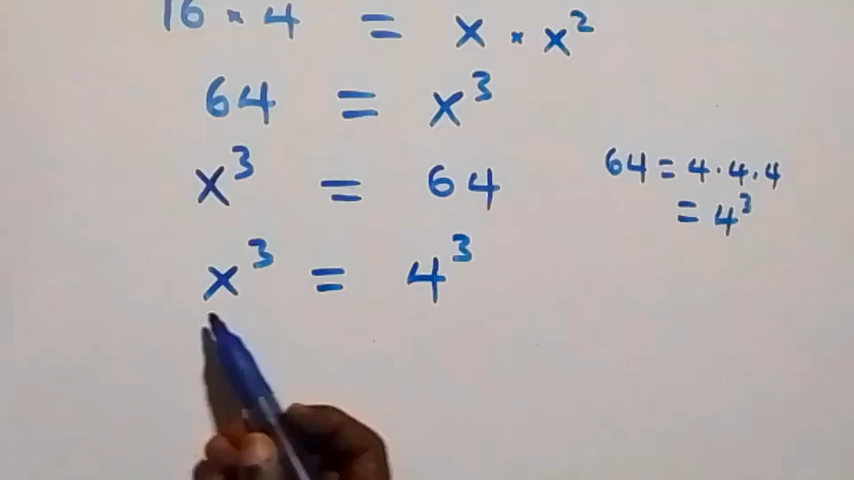 16 · 4 = x · x²
64 = x³
x³ = 64
x³ = 4³
64 = 4·4·4
= 4³